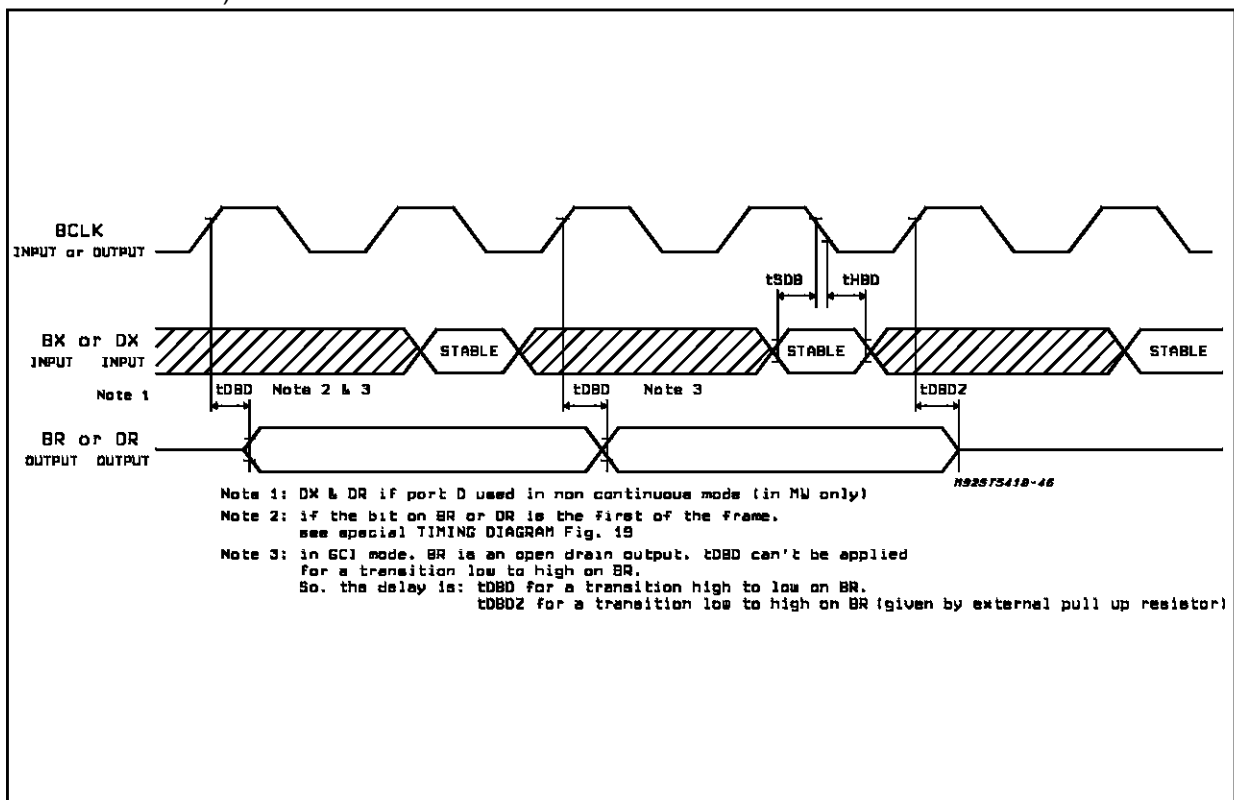 BCLK
INPUT or OUTPUT
tSDB tHBD
BX or DX
INPUT INPUT
STABLE STABLE STABLE
Note 1
tDBD Note 2 & 3 tDBD Note 3 tDBDZ
BR or DR
OUTPUT OUTPUT
M92ST5410-46
Note 1: DX & DR if port D used in non continuous mode (in MW only)
Note 2: if the bit on BR or DR is the first of the frame.
see special TIMING DIAGRAM Fig. 19
Note 3: in GCI mode. BR is an open drain output. tDBD can't be applied
for a transition low to high on BR.
So. the delay is: tDBD for a transition high to low on BR.
tDBDZ for a transition low to high on BR (given by external pull up resistor)